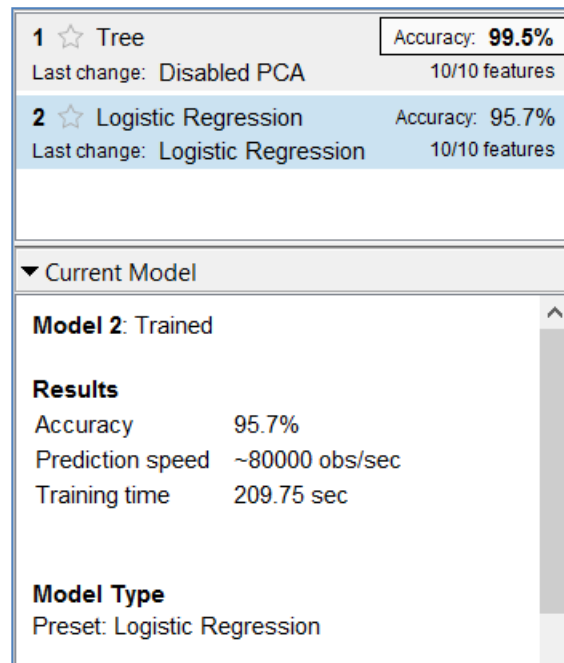 1 ☆ Tree Accuracy: 99.5%
Last change: Disabled PCA 10/10 features
2 ☆ Logistic Regression Accuracy: 95.7%
Last change: Logistic Regression 10/10 features
▼ Current Model
Model 2: Trained
Results
Accuracy 95.7%
Prediction speed ~80000 obs/sec
Training time 209.75 sec
Model Type
Preset: Logistic Regression